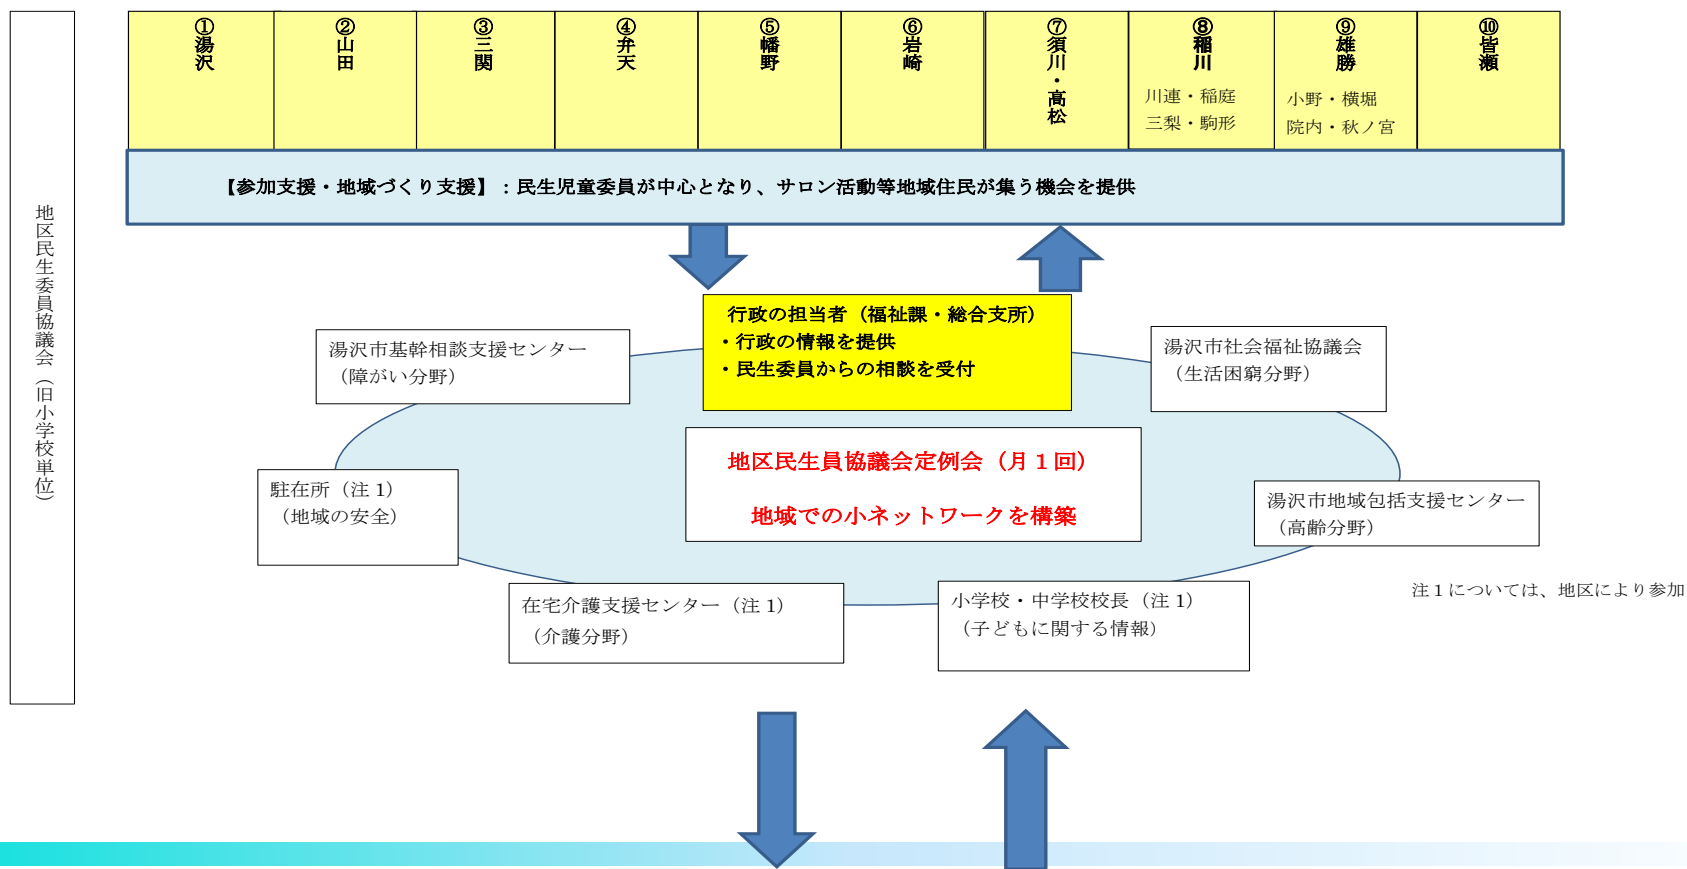 ①湯沢
②山田
③三関
④弁天
⑤幡野
⑥岩崎
⑦須川・高松
⑧稲川
川連・稲庭
三梨・駒形
⑨雄勝
小野・横堀
院内・秋ノ宮
⑩皆瀬
地区民生委員協議会（旧小学校単位）
【参加支援・地域づくり支援】：民生児童委員が中心となり、サロン活動等地域住民が集う機会を提供
行政の担当者（福祉課・総合支所）
・行政の情報を提供
・民生委員からの相談を受付
湯沢市基幹相談支援センター
（障がい分野）
湯沢市社会福祉協議会
（生活困窮分野）
地区民生員協議会定例会（月１回）
地域での小ネットワークを構築
駐在所（注1）
（地域の安全）
湯沢市地域包括支援センター
（高齢分野）
在宅介護支援センター（注1）
（介護分野）
小学校・中学校校長（注1）
（子どもに関する情報）
注１については、地区により参加